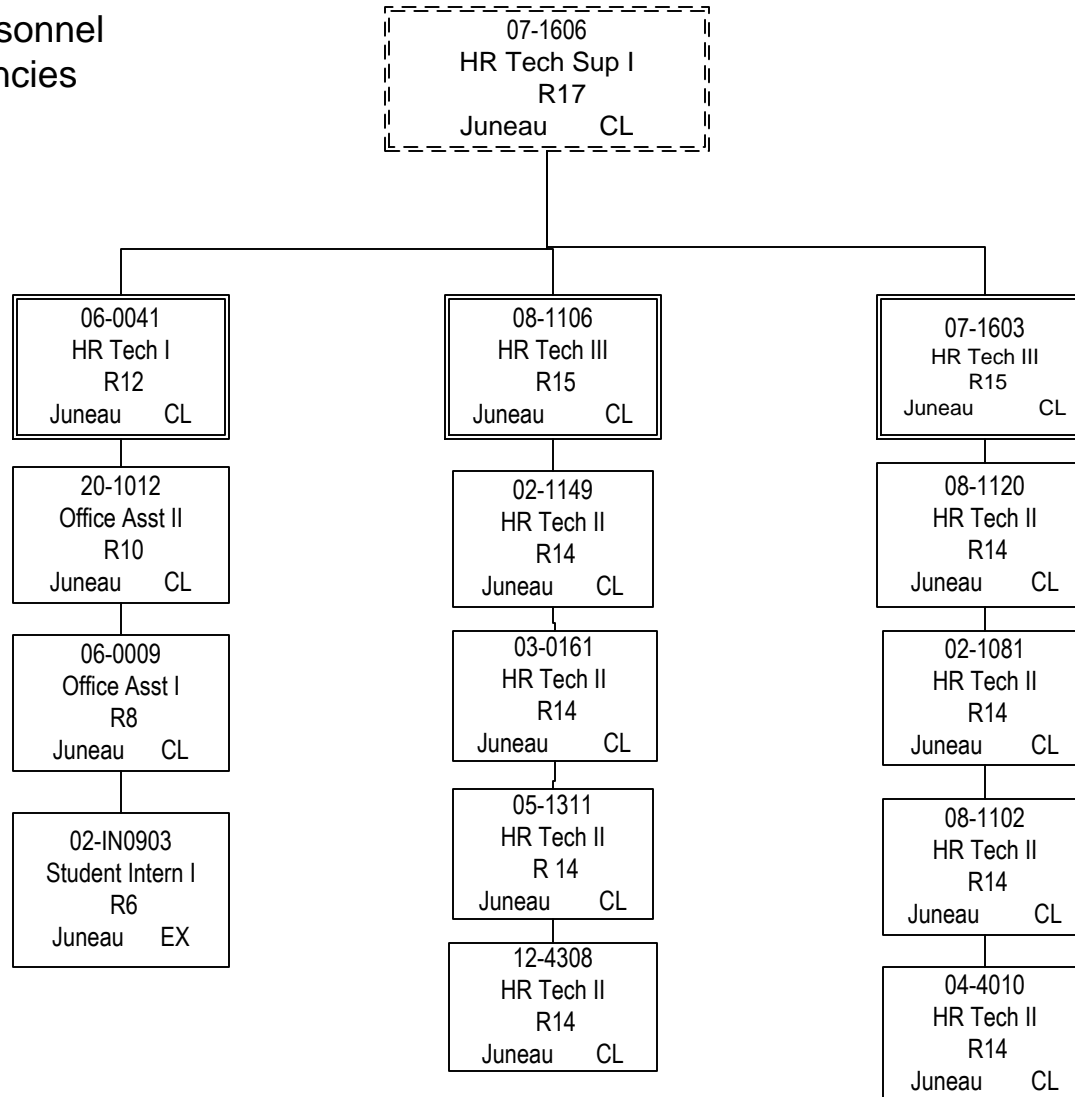 sonnel
ncies
07-1606
HR Tech Sup I
R17
Juneau CL
06-0041
HR Tech I
R12
Juneau CL
20-1012
Office Asst II
R10
Juneau CL
06-0009
Office Asst I
R8
Juneau CL
02-IN0903
Student Intern I
R6
Juneau EX
08-1106
HR Tech III
R15
Juneau CL
02-1149
HR Tech II
R14
Juneau CL
03-0161
HR Tech II
R14
Juneau CL
05-1311
HR Tech II
R 14
Juneau CL
12-4308
HR Tech II
R14
Juneau CL
07-1603
HR Tech III
R15
Juneau CL
08-1120
HR Tech II
R14
Juneau CL
02-1081
HR Tech II
R14
Juneau CL
08-1102
HR Tech II
R14
Juneau CL
04-4010
HR Tech II
R14
Juneau CL